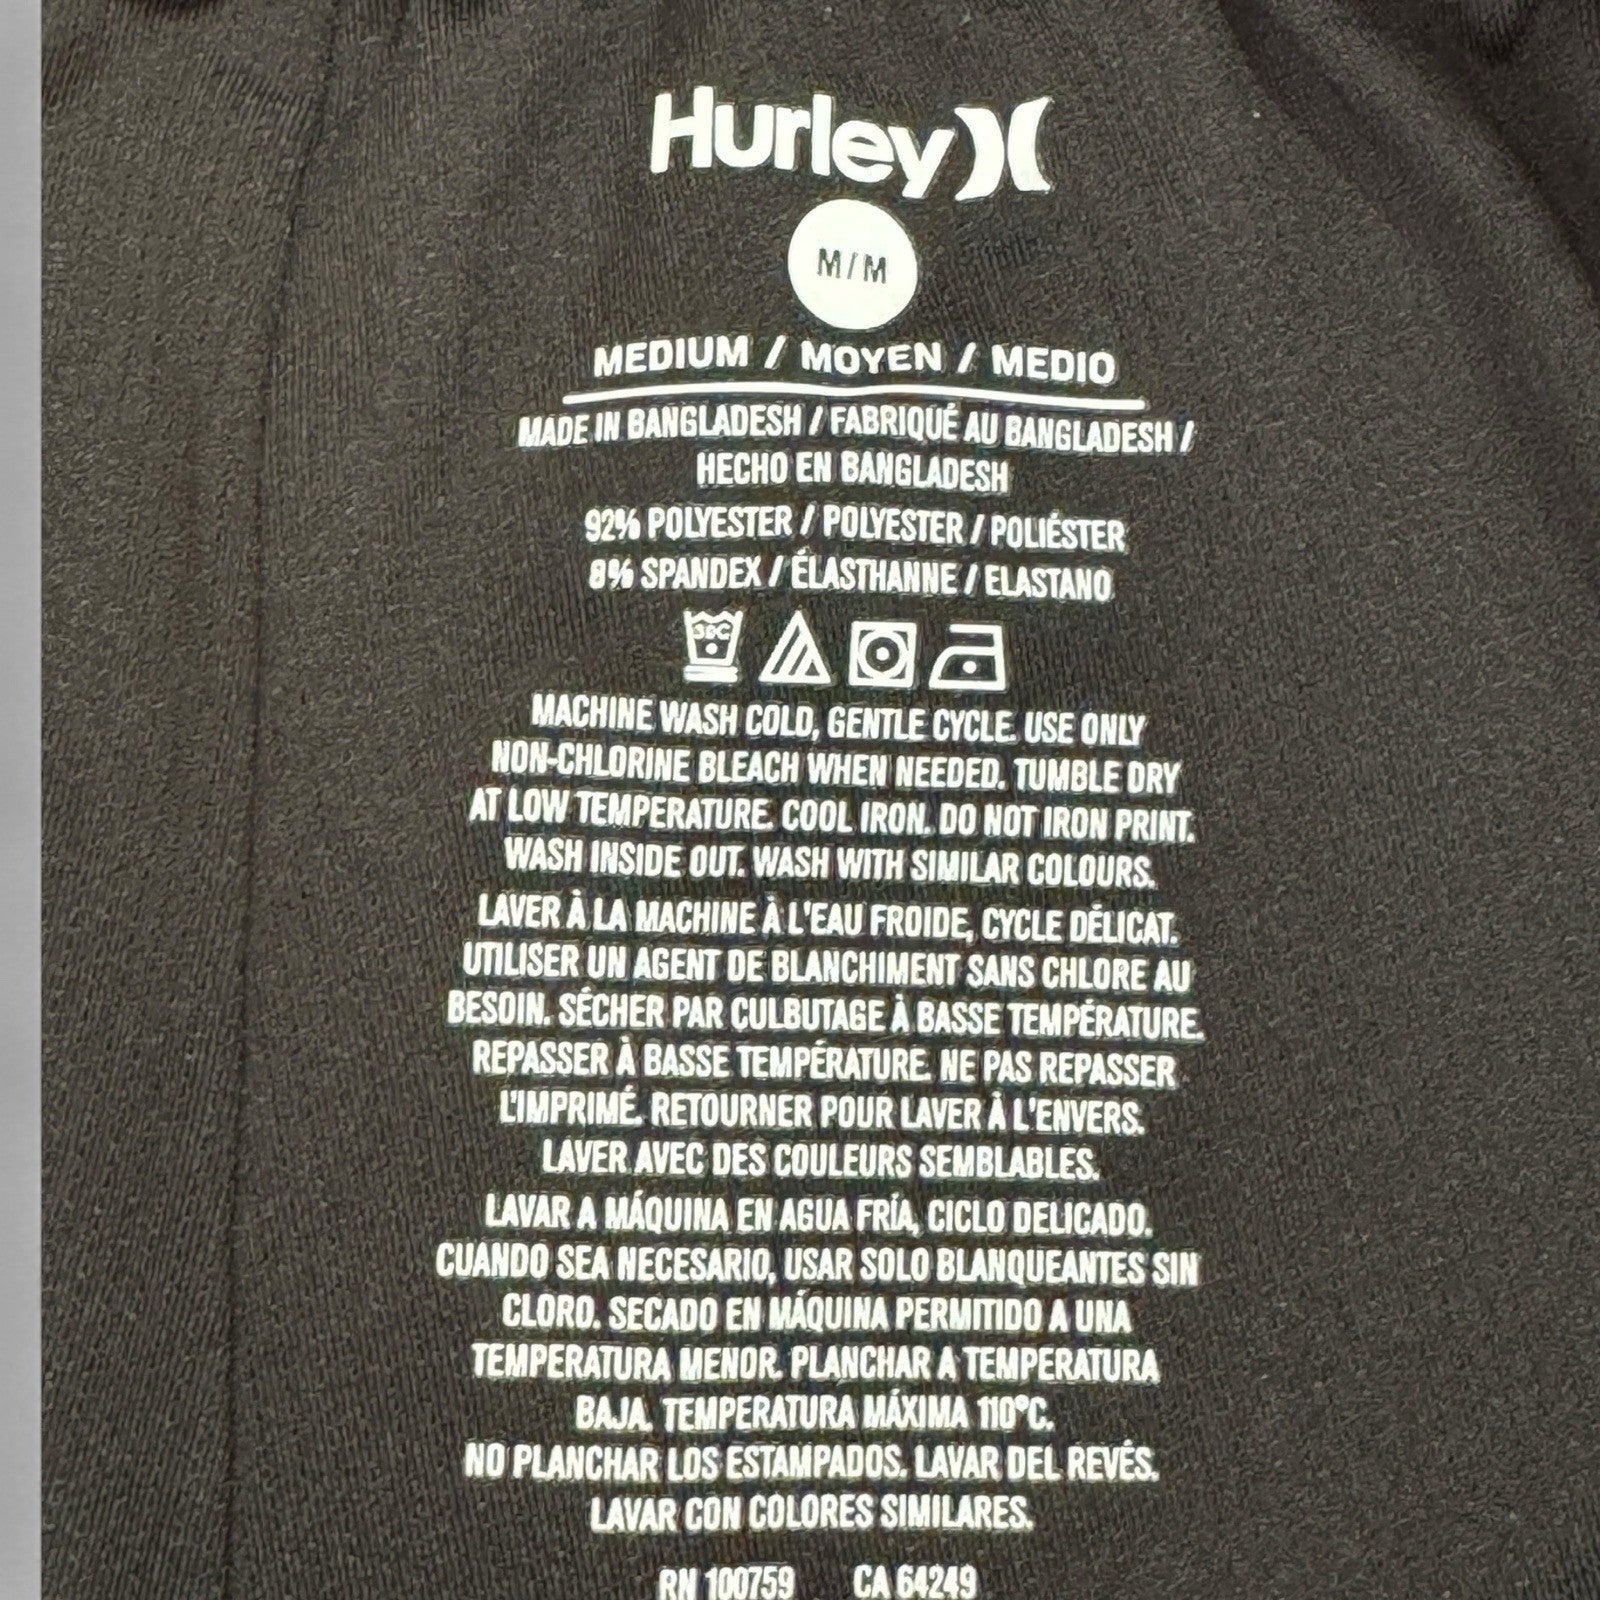 Hurley
M/M
MEDIUM / MOYEN / MEDIO
MADE IN BANGLADESH / FABRIQUÉ AU BANGLADESH /
HECHO EN BANGLADESH
92% POLYESTER / POLYESTER / POLIÉSTER
8% SPANDEX / ÉLASTHANNE / ELASTANO
30C
MACHINE WASH COLD, GENTLE CYCLE. USE ONLY
NON-CHLORINE BLEACH WHEN NEEDED. TUMBLE DRY
AT LOW TEMPERATURE. COOL IRON. DO NOT IRON PRINT.
WASH INSIDE OUT. WASH WITH SIMILAR COLOURS.
LAVER À LA MACHINE À L'EAU FROIDE, CYCLE DÉLICAT.
UTILISER UN AGENT DE BLANCHIMENT SANS CHLORE AU
BESOIN. SÉCHER PAR CULBUTAGE À BASSE TEMPÉRATURE.
REPASSER À BASSE TEMPÉRATURE. NE PAS REPASSER
L'IMPRIMÉ. RETOURNER POUR LAVER À L'ENVERS.
LAVER AVEC DES COULEURS SEMBLABLES.
LAVAR A MÁQUINA EN AGUA FRÍA, CICLO DELICADO.
CUANDO SEA NECESARIO, USAR SOLO BLANQUEANTES SIN
CLORO. SECADO EN MÁQUINA PERMITIDO A UNA
TEMPERATURA MENOR. PLANCHAR A TEMPERATURA
BAJA. TEMPERATURA MÁXIMA 110°C.
NO PLANCHAR LOS ESTAMPADOS. LAVAR DEL REVÉS.
LAVAR CON COLORES SIMILARES.
RN 100759 CA 64249